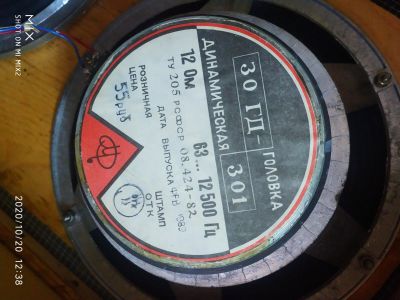 ГОЛОВКА
30 ГД-301
ДИНАМИЧЕСКАЯ
12 Ом 63...12500 Гц
ТУ 205 РСФСР 08.424-82
РОЗНИЧНАЯ ЦЕНА
55 руб
ДАТА ВЫПУСКА
ШТАМП ОТК
SHOT ON MI MIX2
MIX
2020/10/20 12:38